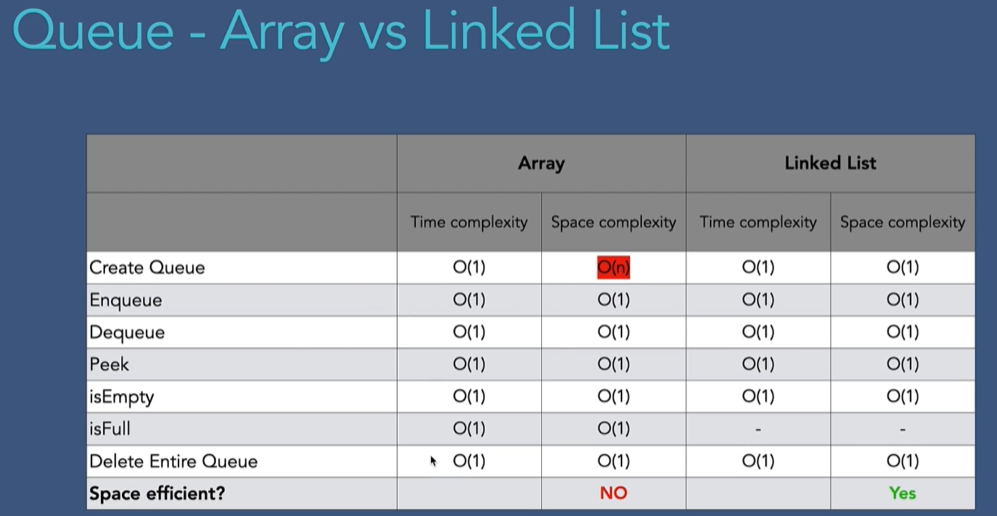 Queue - Array vs Linked List
Array Linked List
Time complexity Space complexity Time complexity Space complexity
Create Queue O(1) O(n) O(1) O(1)
Enqueue O(1) O(1) O(1) O(1)
Dequeue O(1) O(1) O(1) O(1)
Peek O(1) O(1) O(1) O(1)
isEmpty O(1) O(1) O(1) O(1)
isFull O(1) O(1) - -
Delete Entire Queue O(1) O(1) O(1) O(1)
Space efficient? NO Yes